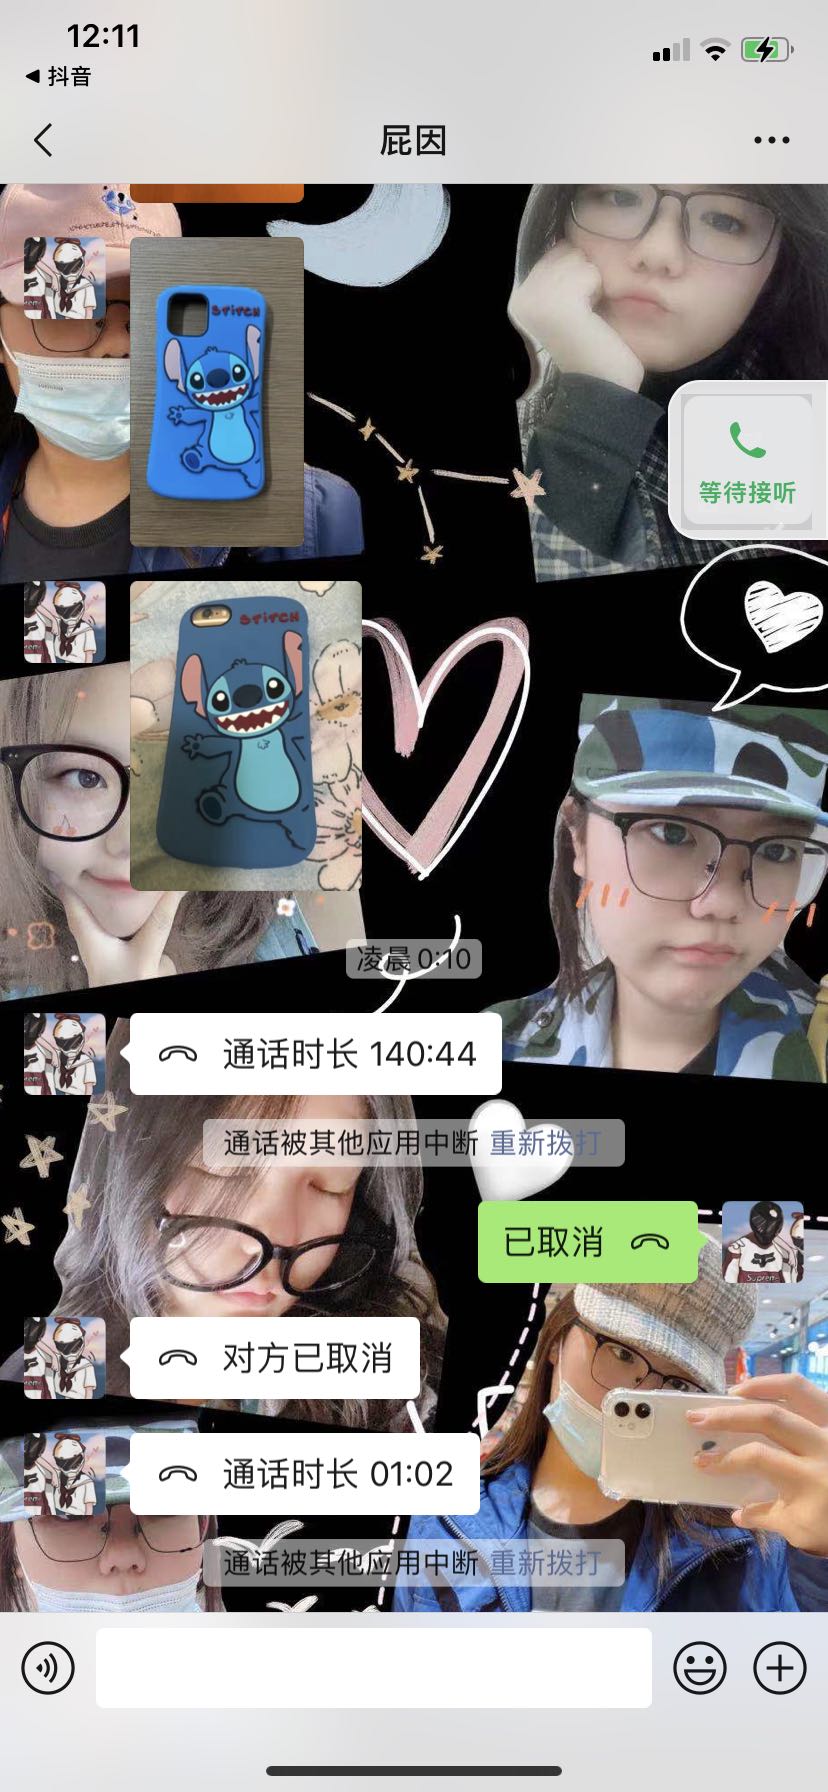 12:11
抖音
屁因
STITCH
等待接听
STITCH
凌晨 0:10
通话时长 140:44
通话被其他应用中断 重新拨打
已取消
Supreme
对方已取消
通话时长 01:02
通话被其他应用中断 重新拨打